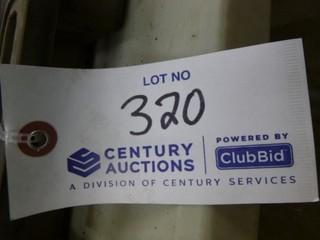 LOT NO
320
CENTURY AUCTIONS
POWERED BY
ClubBid
A DIVISION OF CENTURY SERVICES